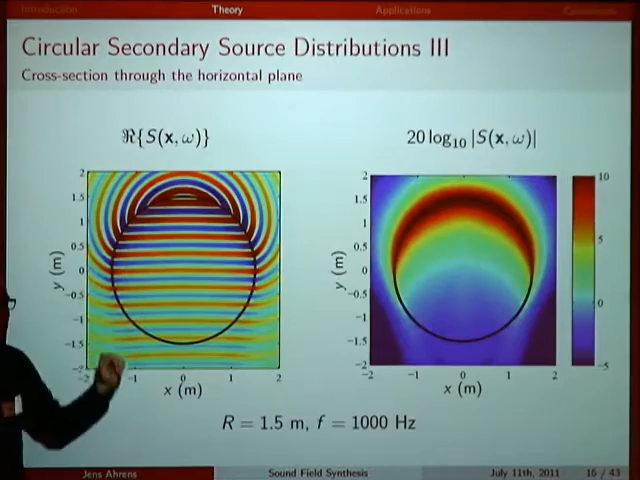 Introduction Theory Applications
Circular Secondary Source Distributions III
Cross-section through the horizontal plane
ℜ{S(x, ω)}
20 log₁₀ |S(x, ω)|
2
1.5
1
0.5
0
−0.5
−1
−1.5
−2
y (m)
−2 −1 0 1 2
x (m)
2
1.5
1
0.5
0
−0.5
−1
−1.5
−2
y (m)
−2 −1 0 1 2
x (m)
10
5
0
−5
R = 1.5 m, f = 1000 Hz
Jens Ahrens Sound Field Synthesis July 11th, 2011 16 / 43